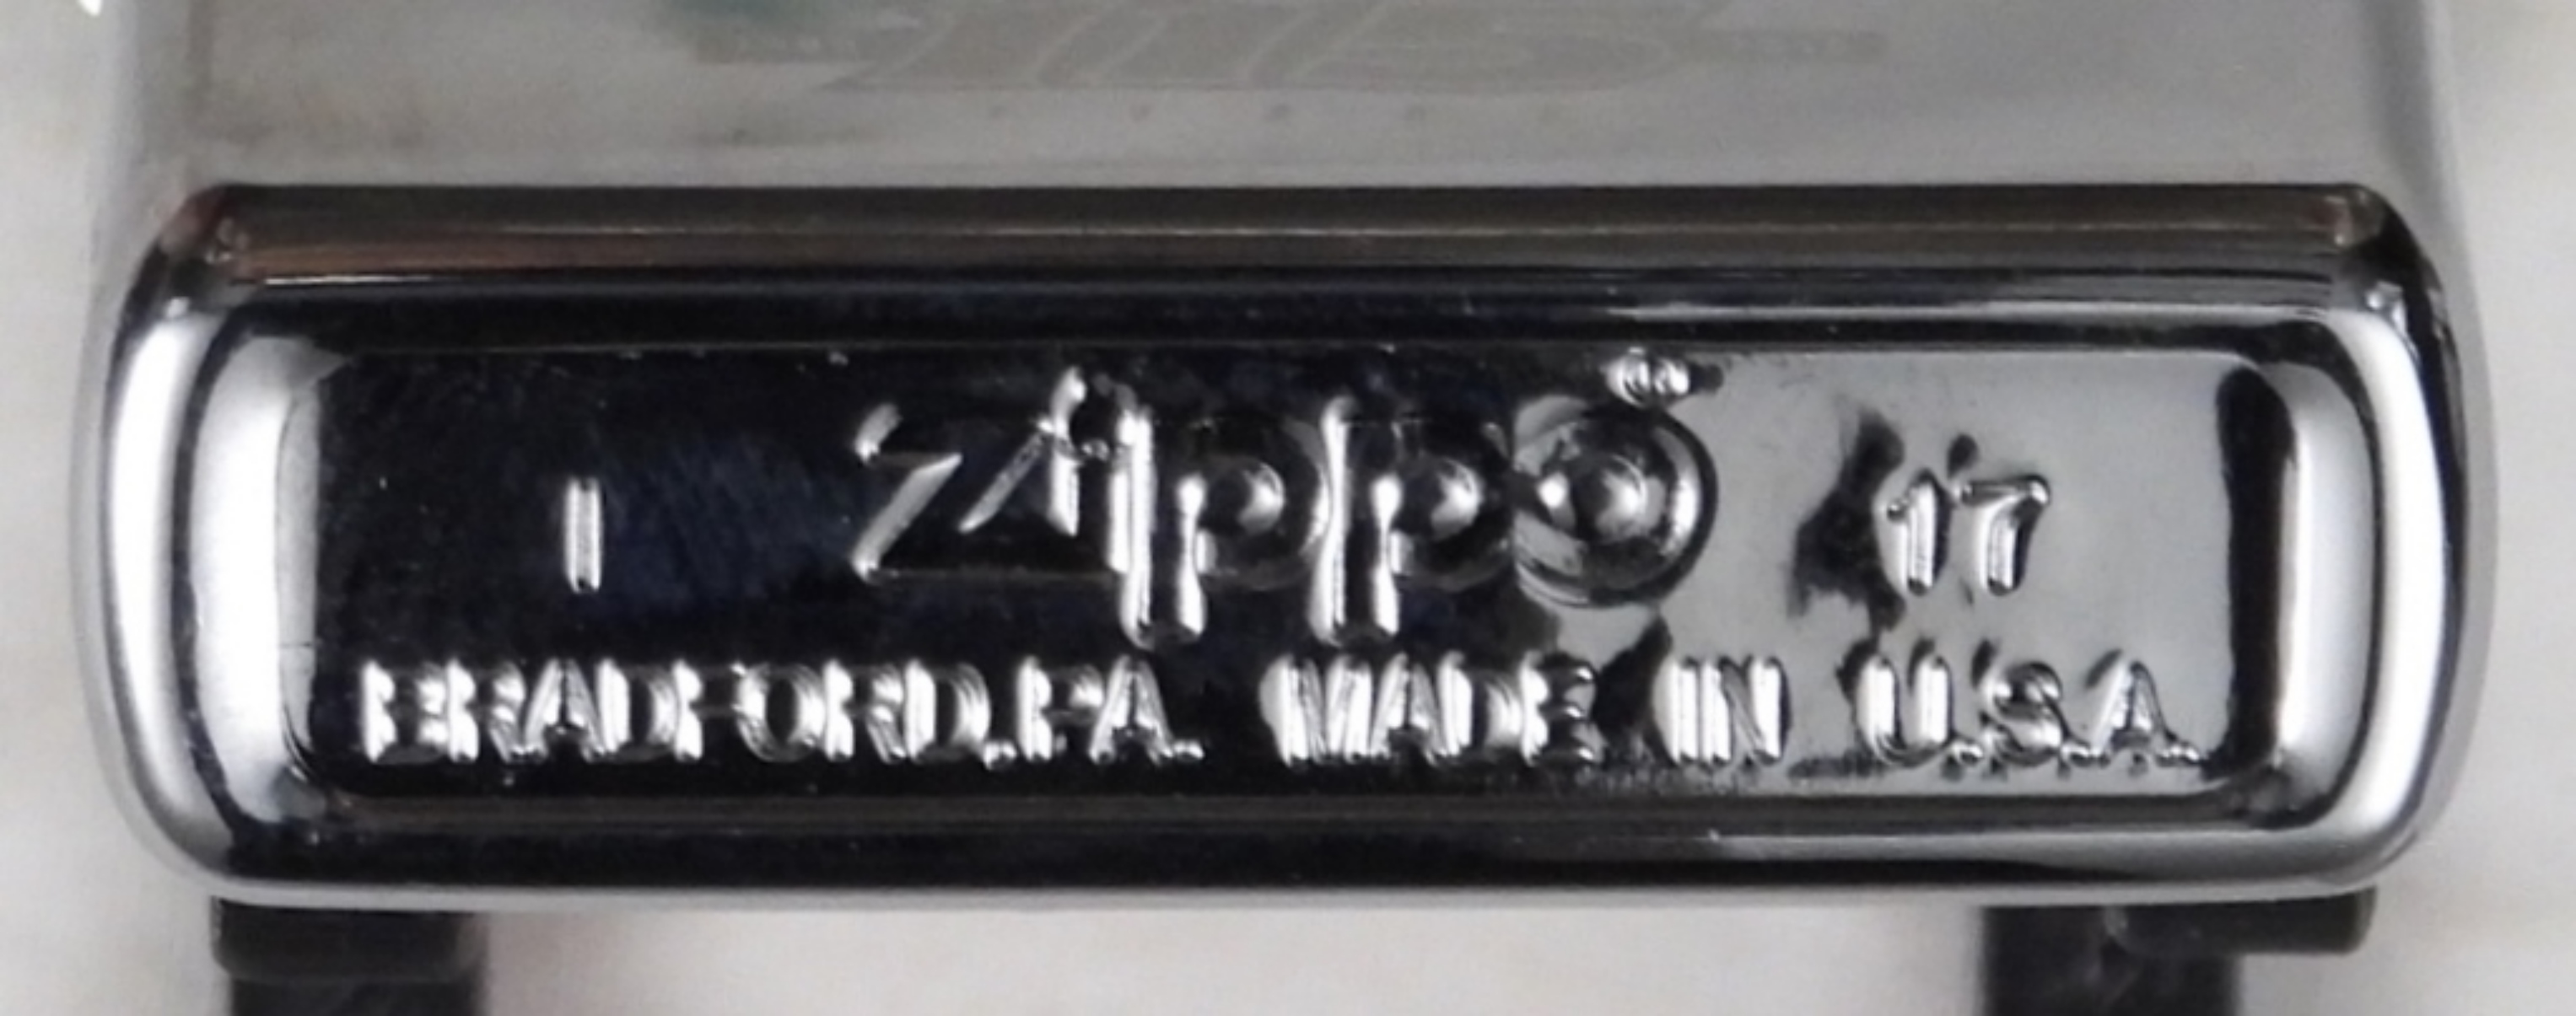 I Zippo® 17
BRADFORD, PA. MADE IN U.S.A.